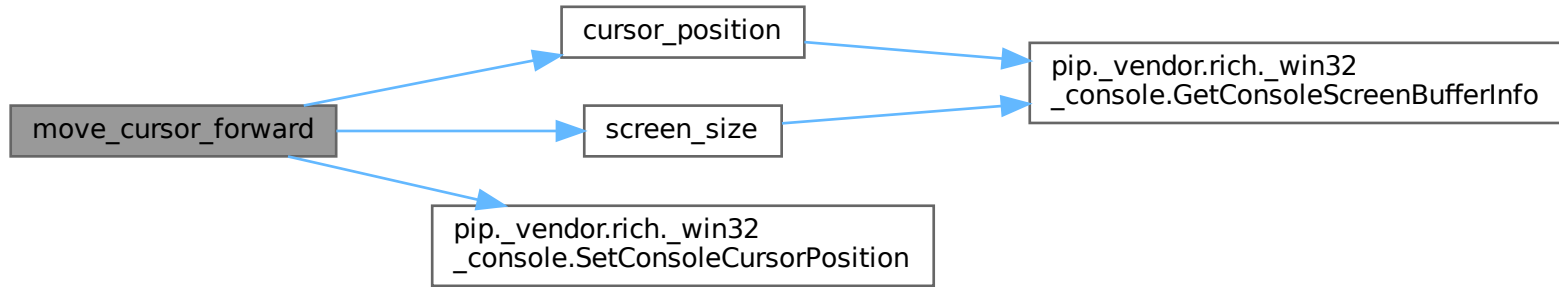 move_cursor_forward
cursor_position
screen_size
pip._vendor.rich._win32
_console.SetConsoleCursorPosition
pip._vendor.rich._win32
_console.GetConsoleScreenBufferInfo